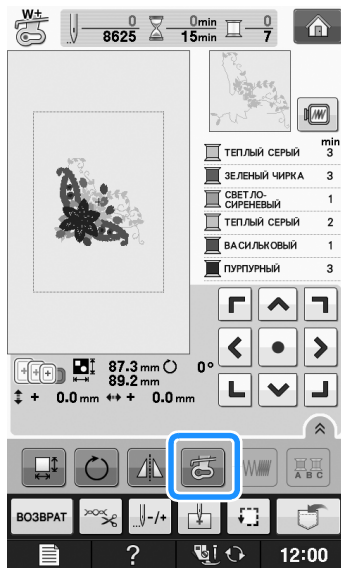 W+
0 0min 0
8625 15min 7
min
ТЕПЛЫЙ СЕРЫЙ 3
ЗЕЛЕНЫЙ ЧИРКА 3
СВЕТЛО-
СИРЕНЕВЫЙ 1
ТЕПЛЫЙ СЕРЫЙ 2
ВАСИЛЬКОВЫЙ 1
ПУРПУРНЫЙ 3
87.3 mm 0°
89.2 mm
+ 0.0 mm + 0.0 mm
A B C
ВОЗВРАТ -/+
? 12:00